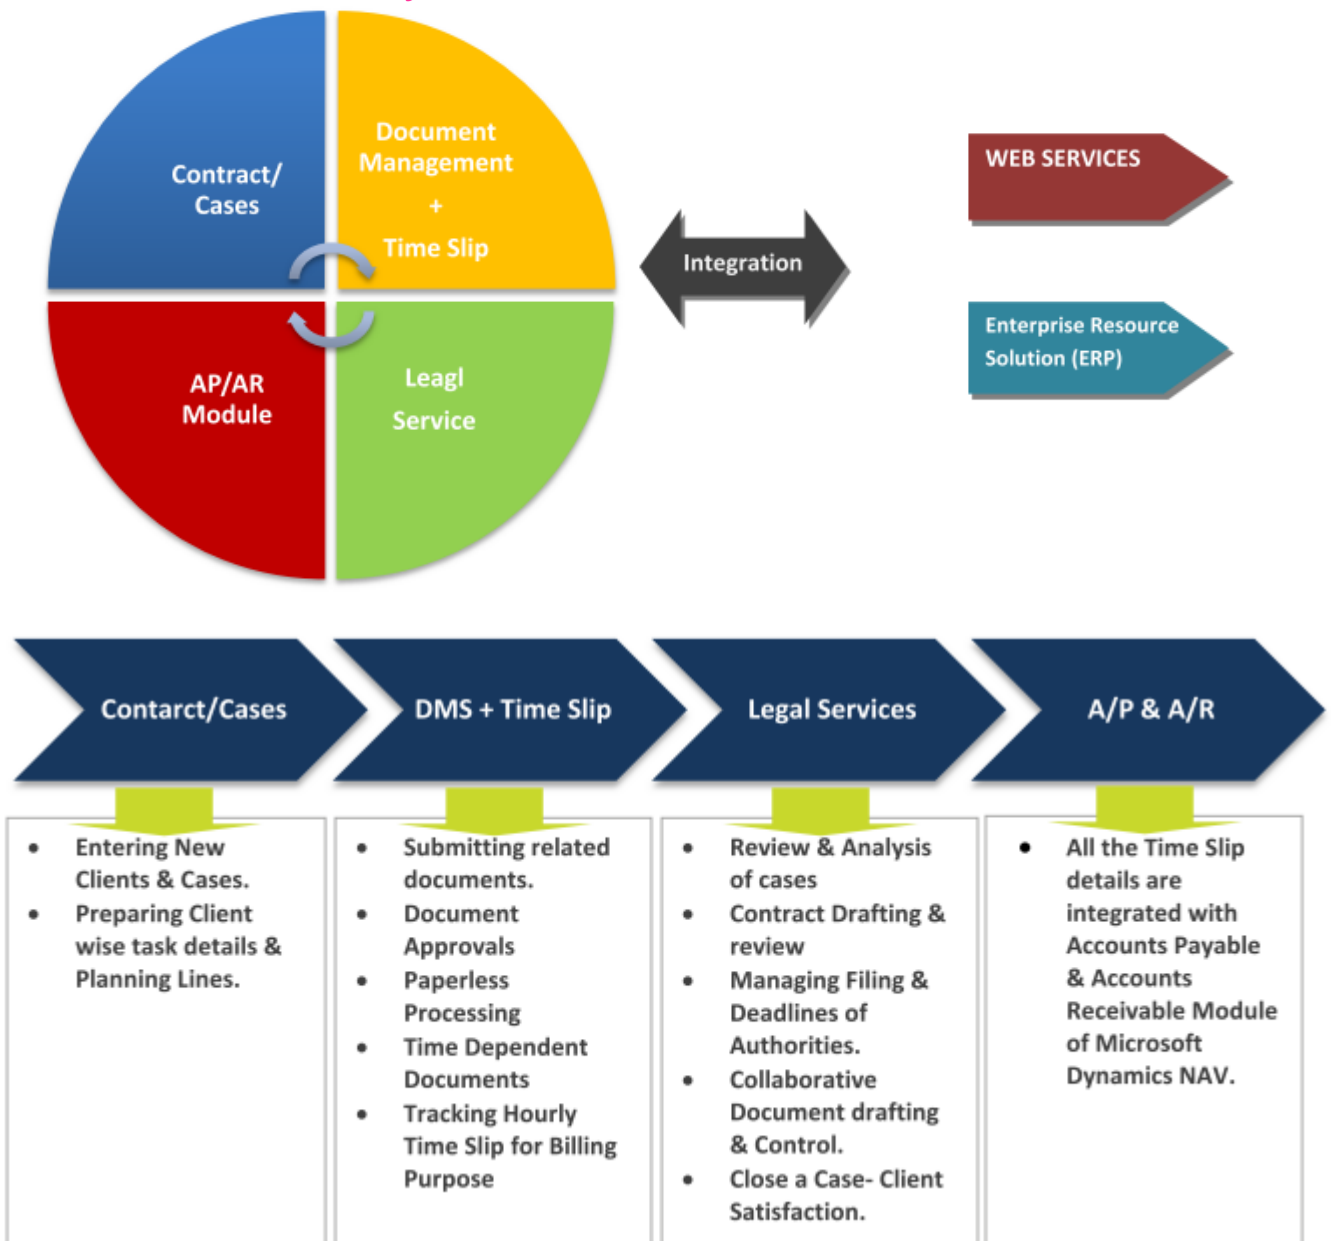 Contract/
Cases
Document
Management
+
Time Slip
AP/AR
Module
Leagl
Service
Integration
WEB SERVICES
Enterprise Resource
Solution (ERP)
Contarct/Cases
DMS + Time Slip
Legal Services
A/P & A/R
• Entering New
Clients & Cases.
• Preparing Client
wise task details &
Planning Lines.
• Submitting related
documents.
• Document
Approvals
• Paperless
Processing
• Time Dependent
Documents
• Tracking Hourly
Time Slip for Billing
Purpose
• Review & Analysis
of cases
• Contract Drafting &
review
• Managing Filing &
Deadlines of
Authorities.
• Collaborative
Document drafting
& Control.
• Close a Case- Client
Satisfaction.
• All the Time Slip
details are
integrated with
Accounts Payable
& Accounts
Receivable Module
of Microsoft
Dynamics NAV.